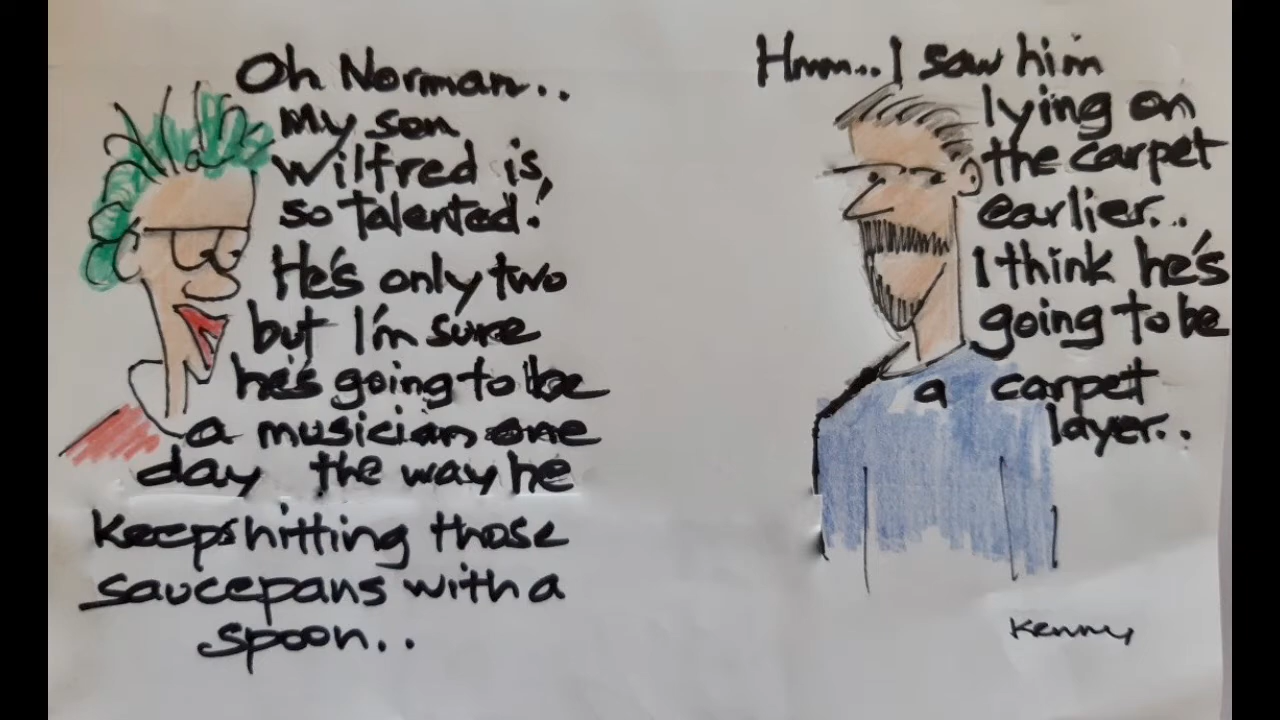 Oh Norman..
My son
Wilfred is,
so talented!
He's only two
but I'm sure
he's going to be
a musician one
day the way he
keeps hitting those
saucepans with a
spoon..
Hmm... I saw him
lying on
the carpet
earlier...
I think he's
going to be
a carpet
layer..
Kenny